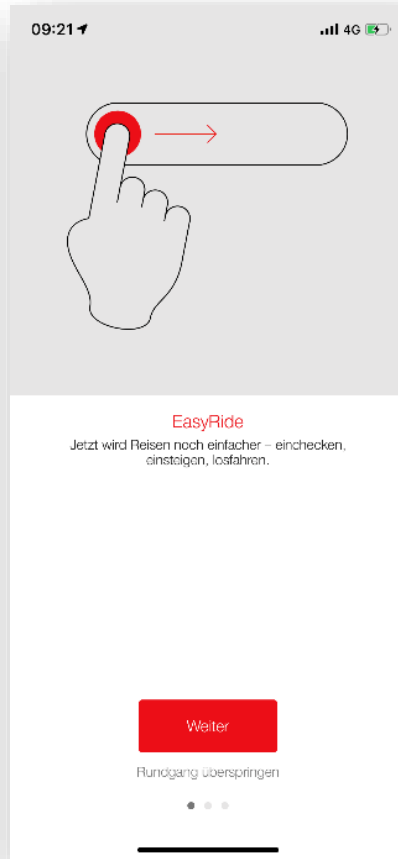 09:21
4G
EasyRide
Jetzt wird Reisen noch einfacher – einchecken,
einsteigen, losfahren.
Weiter
Rundgang überspringen